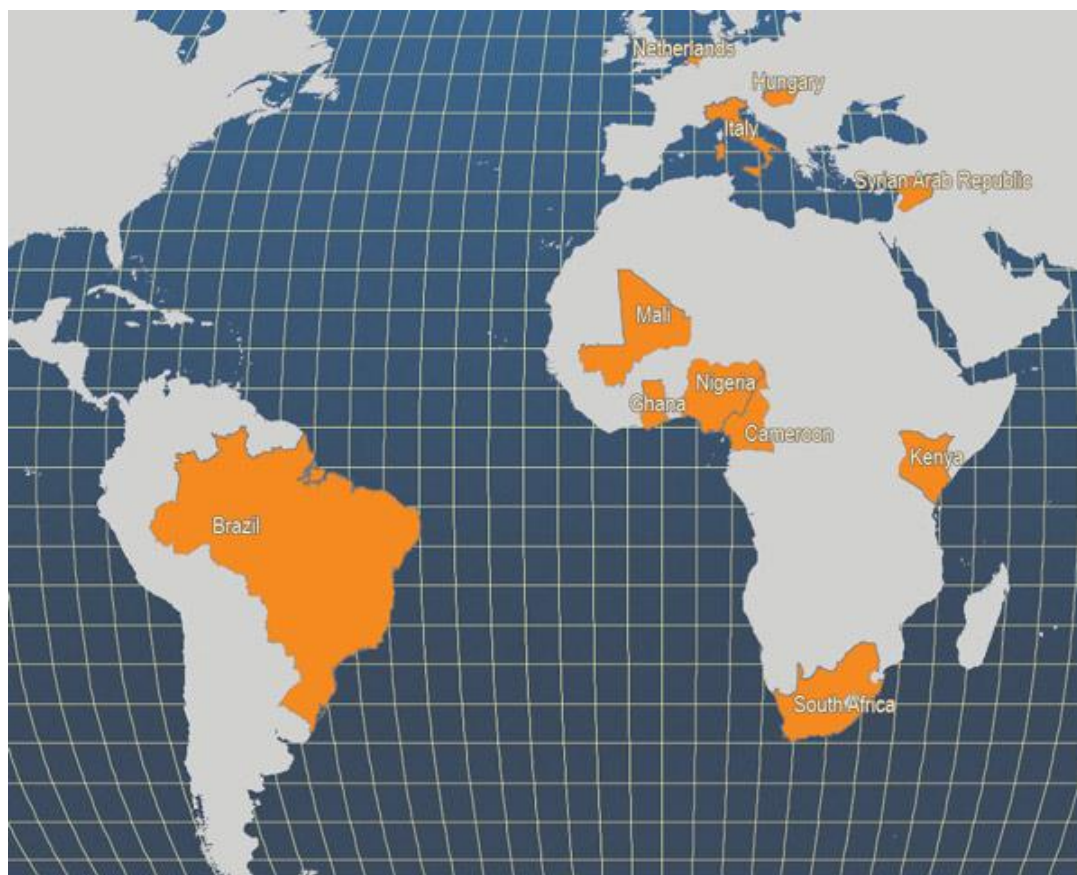 Netherlands
Hungary
Italy
Syrian Arab Republic
Mali
Nigeria
Ghana
Cameroon
Kenya
Brazil
South Africa